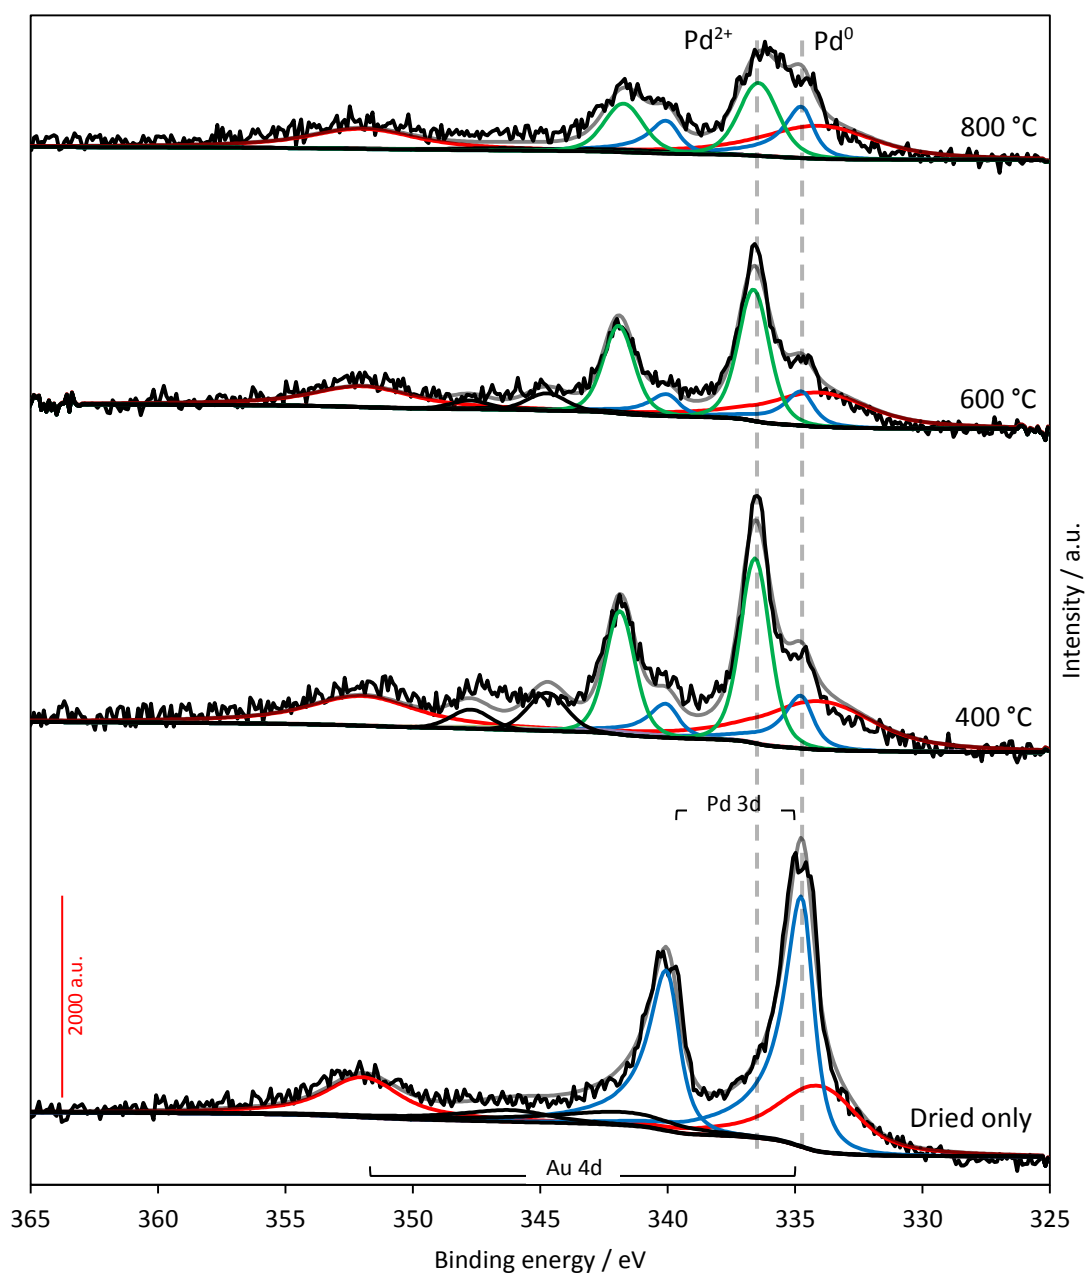 Pd²⁺ Pd⁰
800 °C
600 °C
400 °C
Pd 3d
Dried only
Au 4d
2000 a.u.
Intensity / a.u.
365 360 355 350 345 340 335 330 325
Binding energy / eV